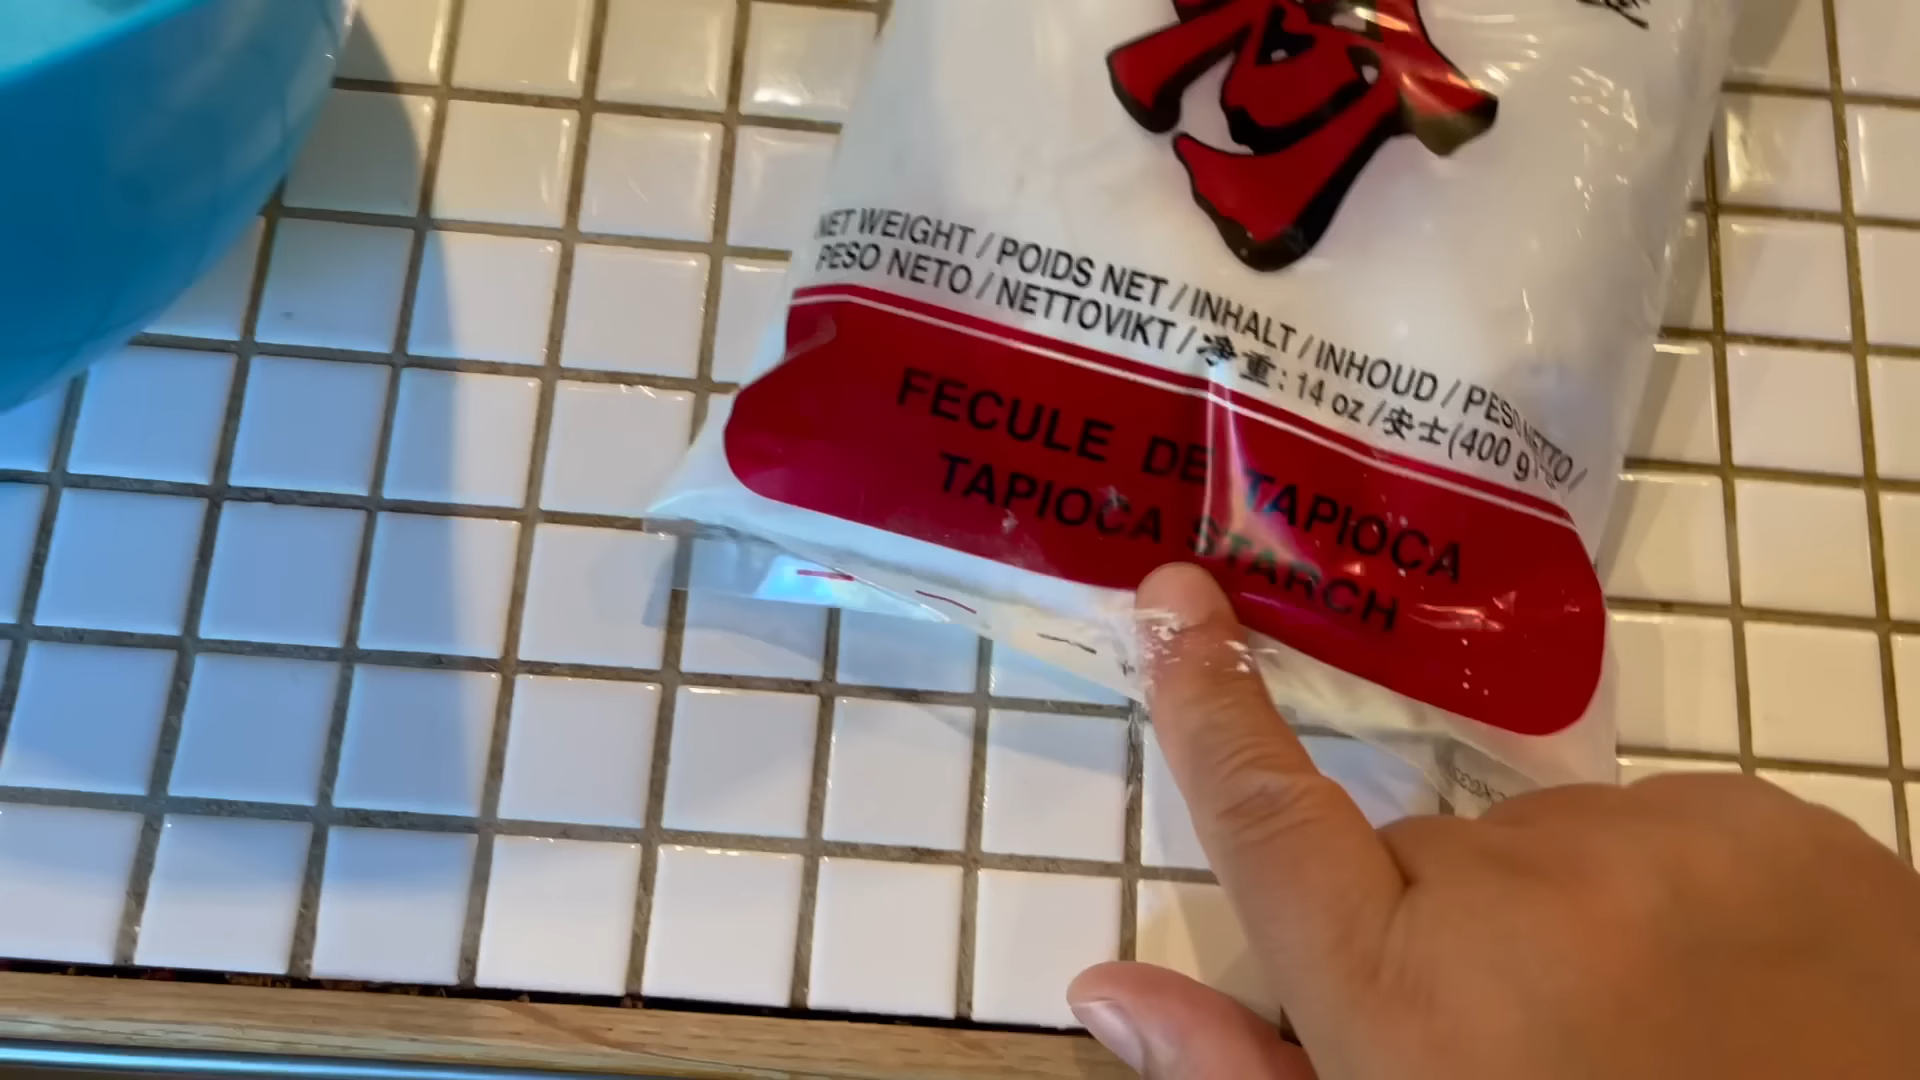 NET WEIGHT / POIDS NET / INHALT / INHOUD / PESO NETTO /
PESO NETO / NETTOVIKT / 淨重: 14 oz /安士(400 g
FECULE DE TAPIOCA
TAPIOCA STARCH